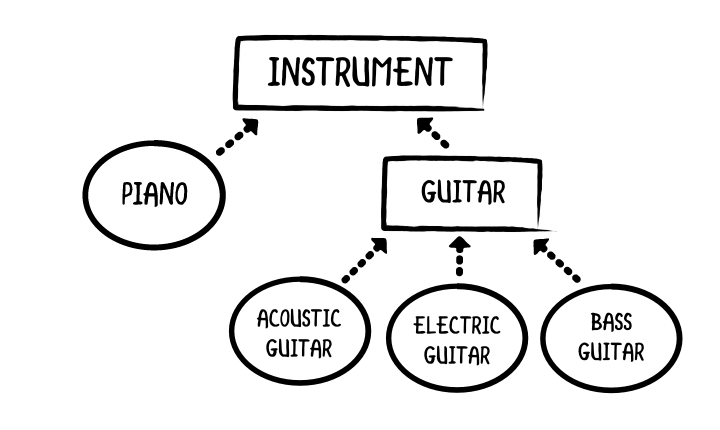 INSTRUMENT
PIANO
GUITAR
ACOUSTIC
GUITAR
ELECTRIC
GUITAR
BASS
GUITAR